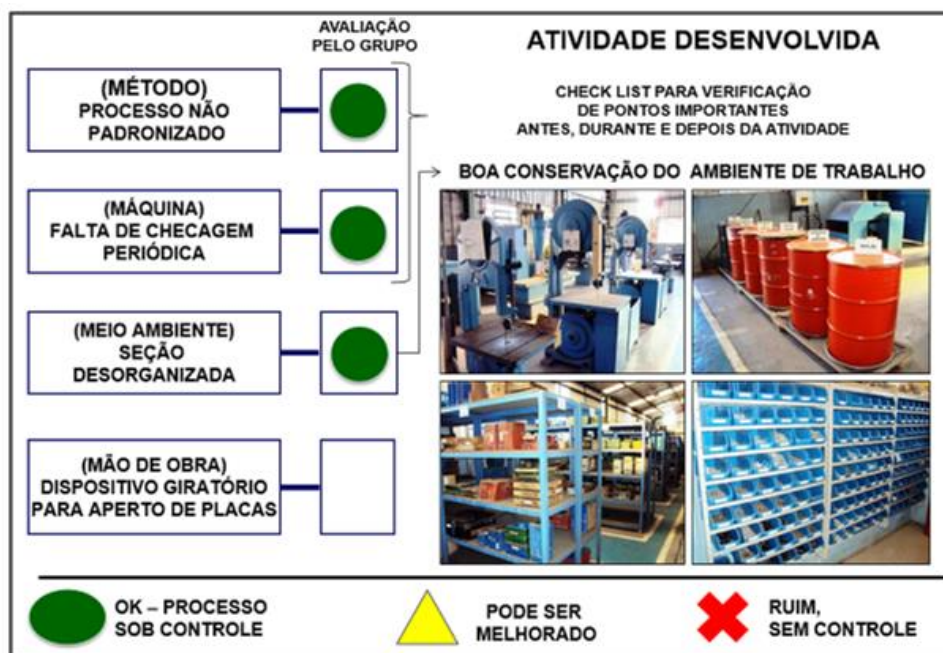 AVALIAÇÃO
PELO GRUPO
ATIVIDADE DESENVOLVIDA
(MÉTODO)
PROCESSO NÃO
PADRONIZADO
CHECK LIST PARA VERIFICAÇÃO
DE PONTOS IMPORTANTES
ANTES, DURANTE E DEPOIS DA ATIVIDADE
BOA CONSERVAÇÃO DO AMBIENTE DE TRABALHO
(MÁQUINA)
FALTA DE CHECAGEM
PERIÓDICA
(MEIO AMBIENTE)
SEÇÃO
DESORGANIZADA
(MÃO DE OBRA)
DISPOSITIVO GIRATÓRIO
PARA APERTO DE PLACAS
OK – PROCESSO
SOB CONTROLE
PODE SER
MELHORADO
RUIM,
SEM CONTROLE